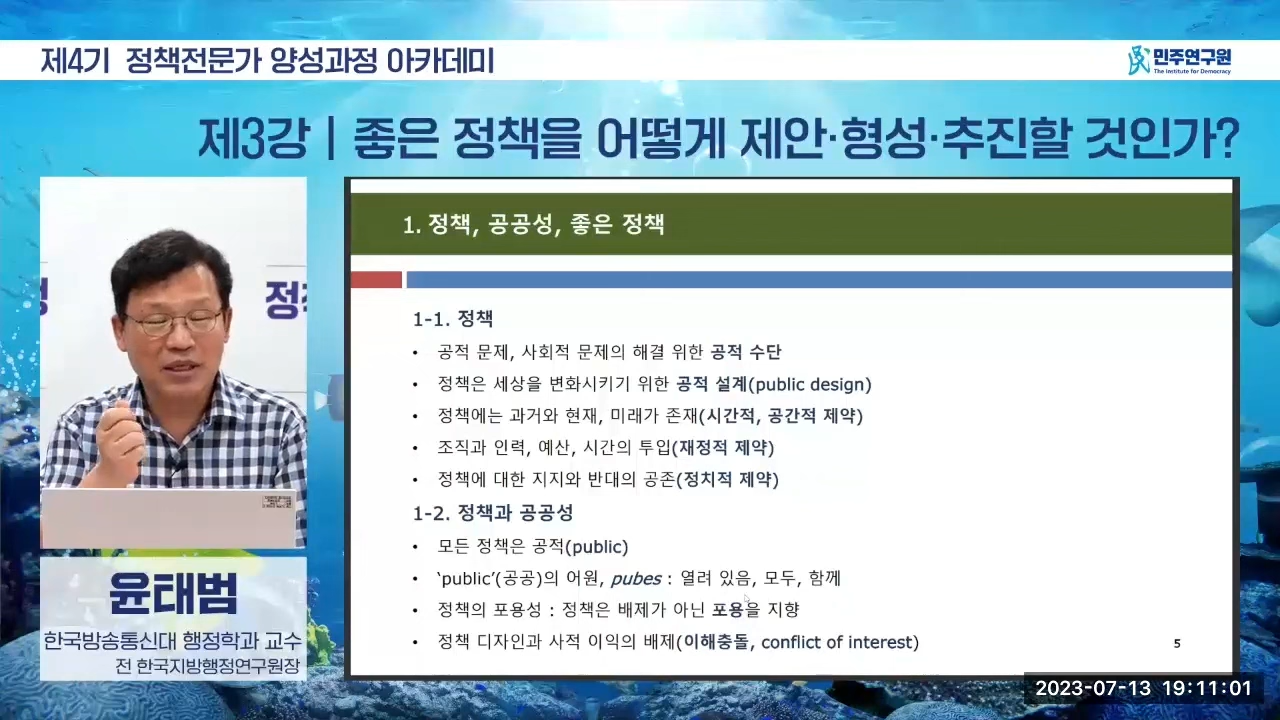 제4기 정책전문가 양성과정 아카데미
민주연구원
The Institute for Democracy
제3강 | 좋은 정책을 어떻게 제안·형성·추진할 것인가?
1. 정책, 공공성, 좋은 정책
1-1. 정책
• 공적 문제, 사회적 문제의 해결 위한 공적 수단
• 정책은 세상을 변화시키기 위한 공적 설계(public design)
• 정책에는 과거와 현재, 미래가 존재(시간적, 공간적 제약)
• 조직과 인력, 예산, 시간의 투입(재정적 제약)
• 정책에 대한 지지와 반대의 공존(정치적 제약)
1-2. 정책과 공공성
• 모든 정책은 공적(public)
• ‘public’(공공)의 어원, pubes : 열려 있음, 모두, 함께
• 정책의 포용성 : 정책은 배제가 아닌 포용을 지향
• 정책 디자인과 사적 이익의 배제(이해충돌, conflict of interest)
5
윤태범
한국방송통신대 행정학과 교수
전 한국지방행정연구원장
2023-07-13 19:11:01